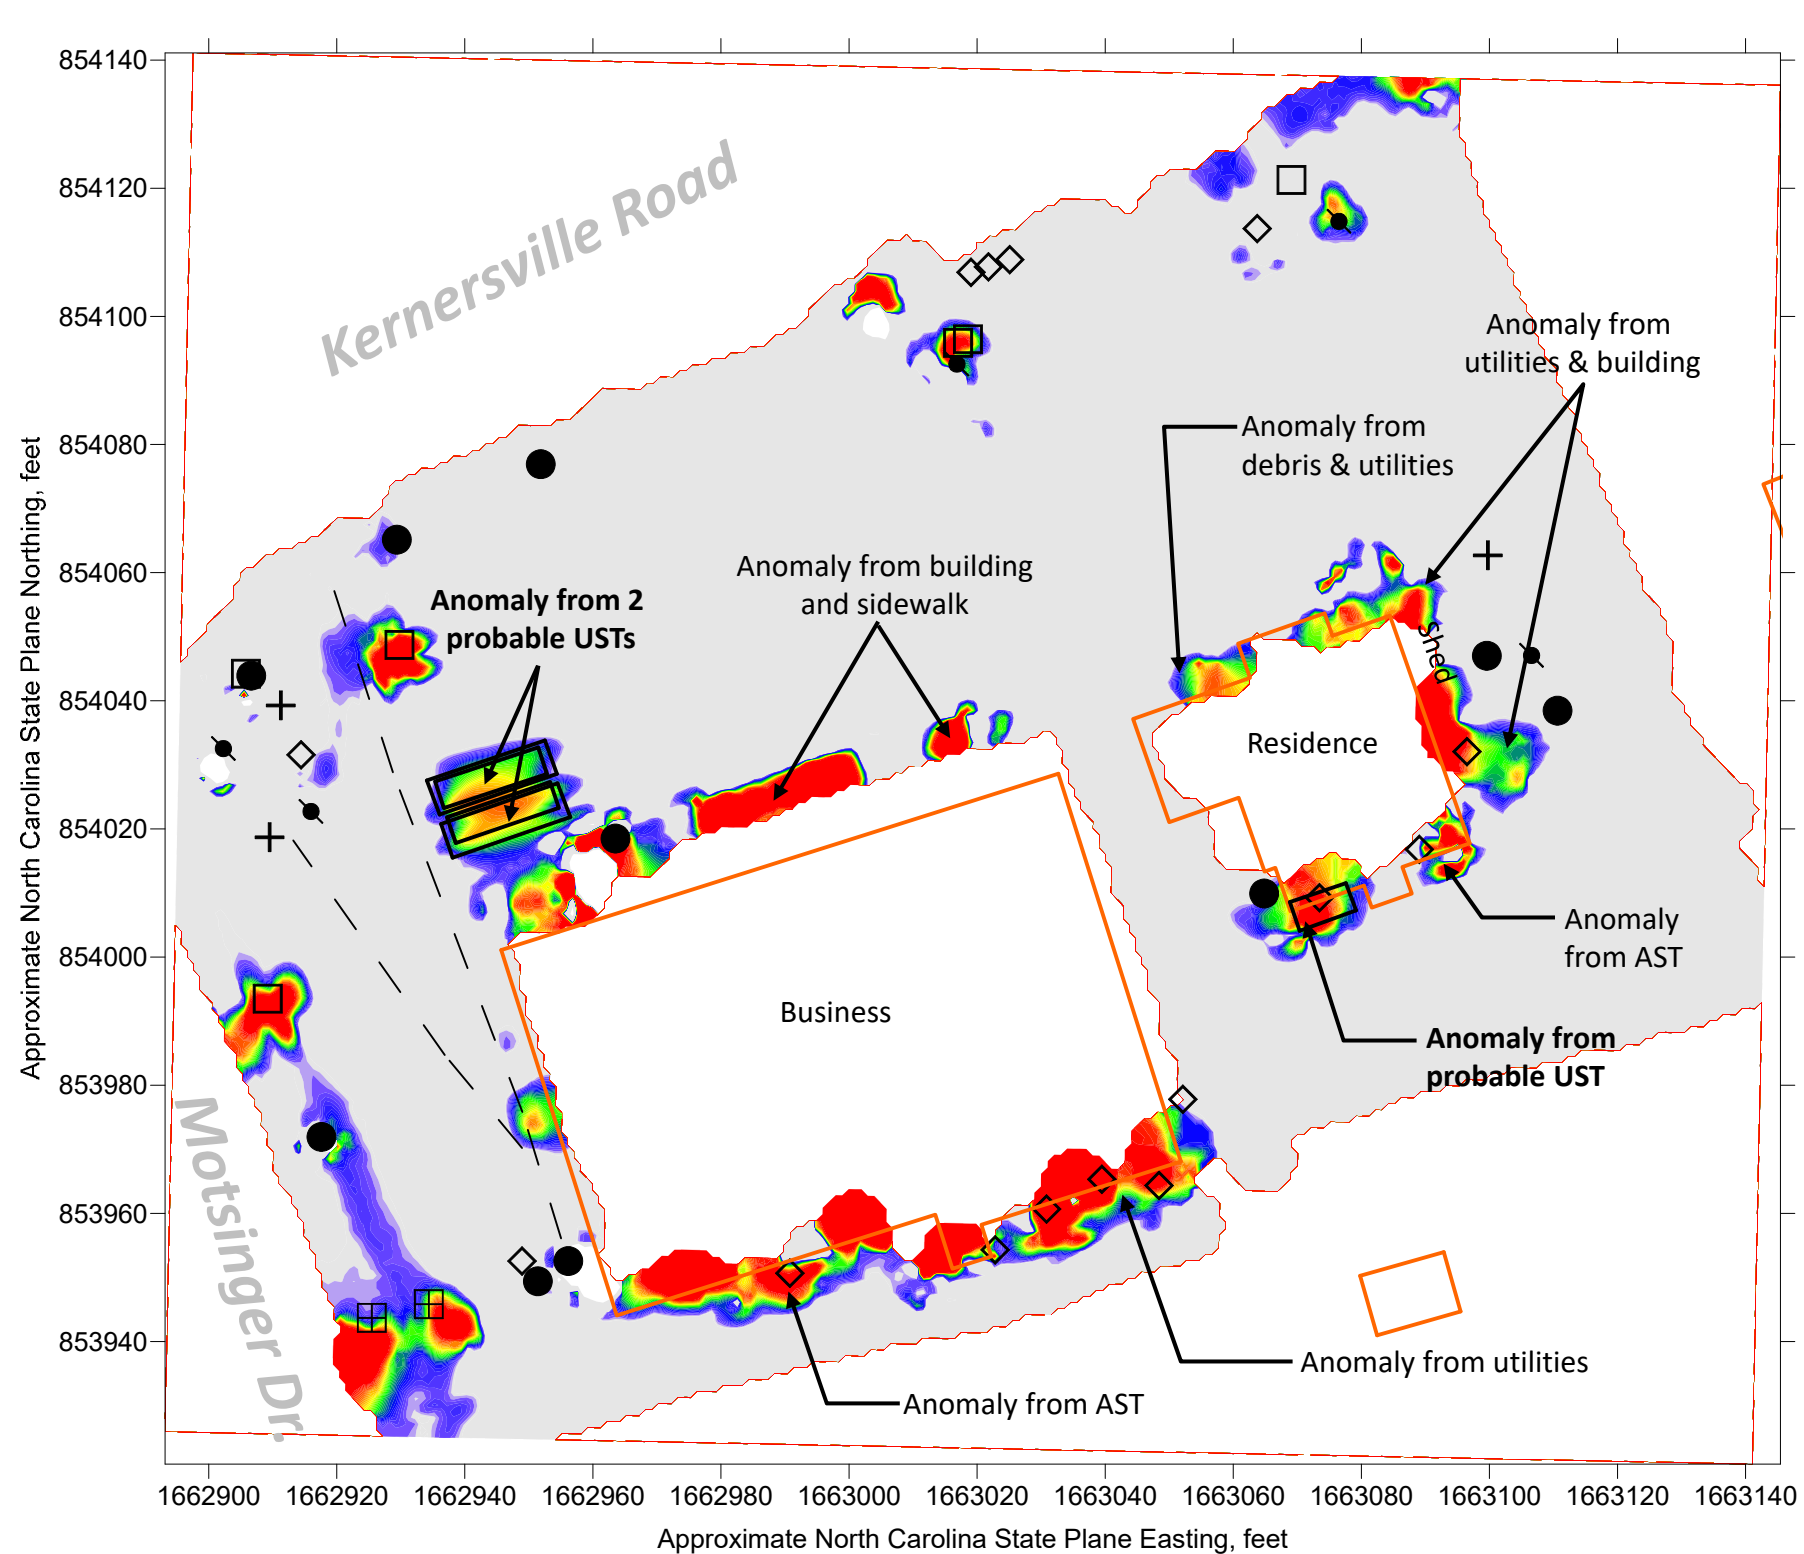 854140
854120
854100
854080
854060
854040
854020
854000
853980
853960
853940
Approximate North Carolina State Plane Northing, feet
Kernersville Road
Anomaly from
utilities & building
Anomaly from
debris & utilities
Anomaly from building
and sidewalk
Anomaly from 2
probable USTs
Shed
Residence
Anomaly
from AST
Business
Anomaly from
probable UST
Motsinger Dr.
Anomaly from utilities
Anomaly from AST
1662900 1662920 1662940 1662960 1662980 1663000 1663020 1663040 1663060 1663080 1663100 1663120 1663140
Approximate North Carolina State Plane Easting, feet